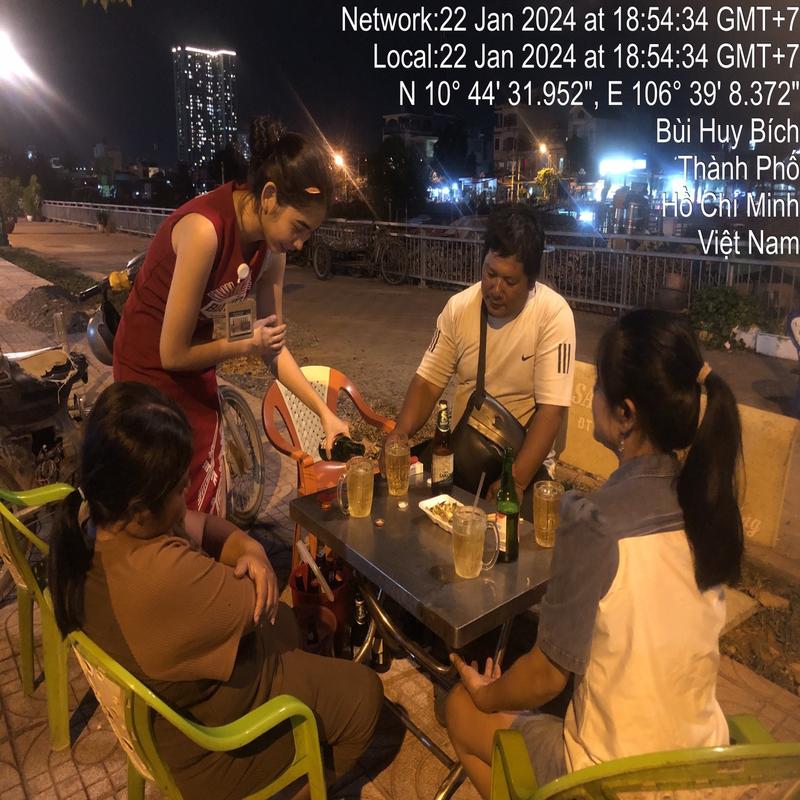 Network:22 Jan 2024 at 18:54:34 GMT+7
Local:22 Jan 2024 at 18:54:34 GMT+7
N 10° 44' 31.952", E 106° 39' 8.372"
Bùi Huy Bích
Thành Phố
Hồ Chí Minh
Việt Nam